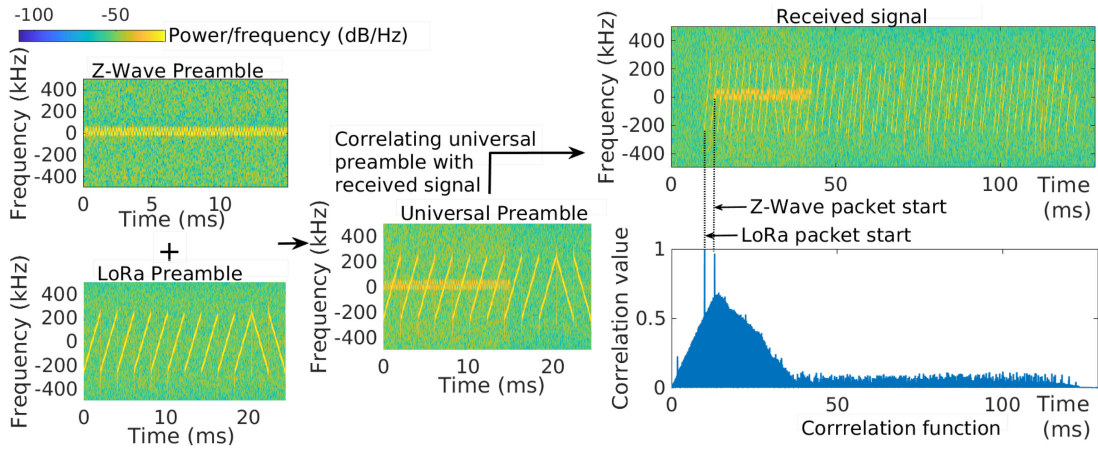 -100
-50
Power/frequency (dB/Hz)
Z-Wave Preamble
Frequency (kHz)
400
200
0
-200
-400
0
5
10
Time (ms)
+
LoRa Preamble
Frequency (kHz)
400
200
0
-200
-400
0
10
20
Time (ms)
Correlating universal
preamble with
received signal
Universal Preamble
Frequency (kHz)
400
200
0
-200
-400
0
10
20
Time (ms)
Received signal
Frequency (kHz)
400
200
0
-200
-400
0
50
100
Time
(ms)
Z-Wave packet start
LoRa packet start
Correlation value
1
0.5
0
0
50
100
Time
(ms)
Corrrelation function